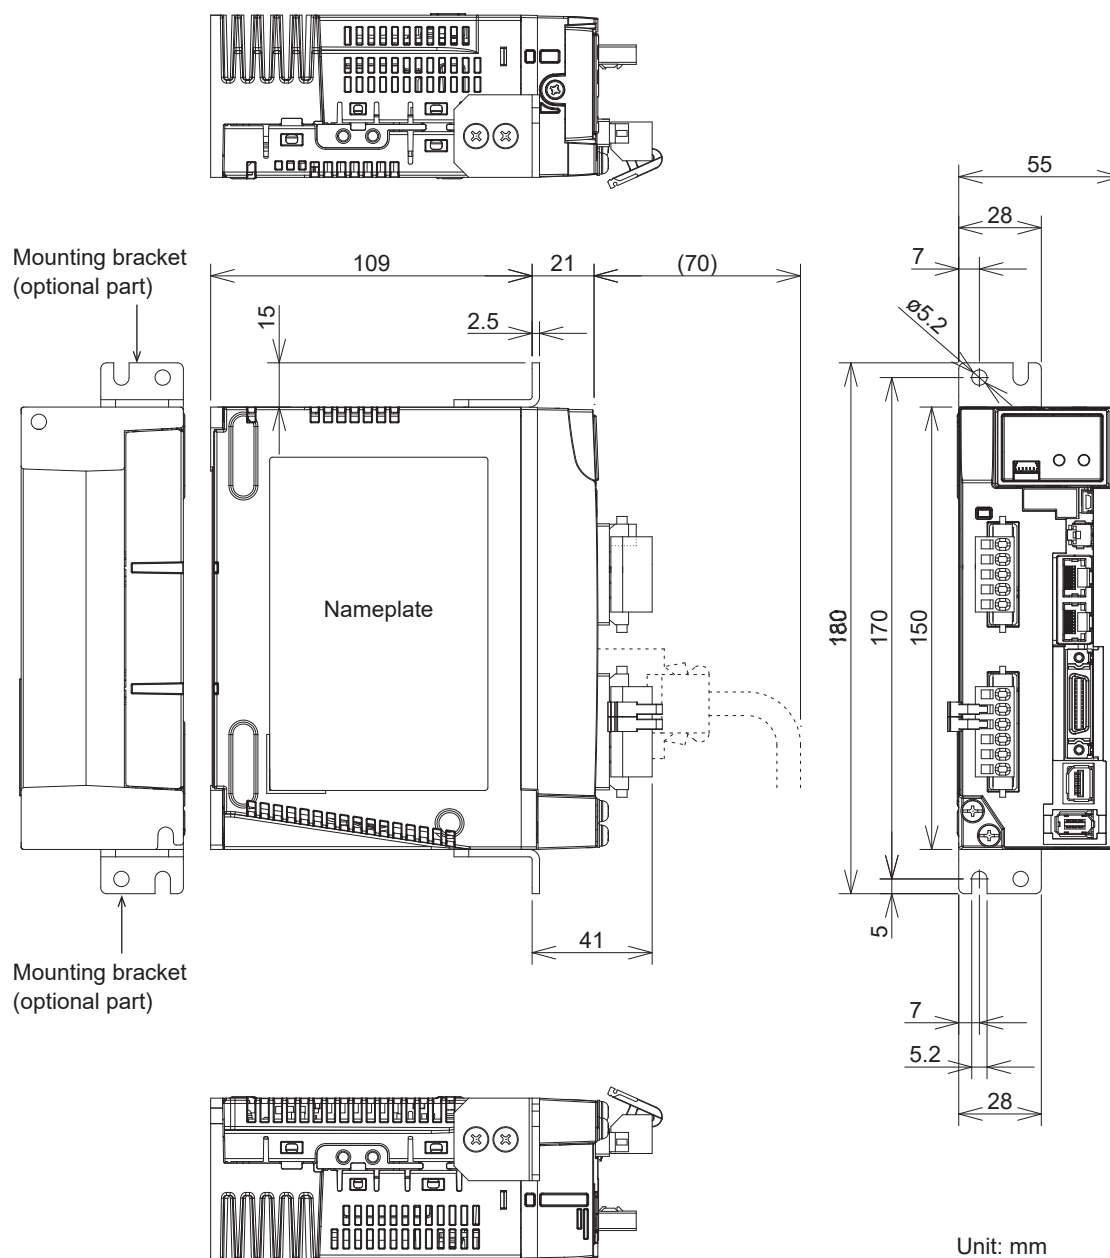 55
28
Mounting bracket
(optional part)
109
21
(70)
7
15
2.5
ø5.2
Nameplate
180
170
150
5
41
Mounting bracket
(optional part)
7
5.2
28
Unit: mm